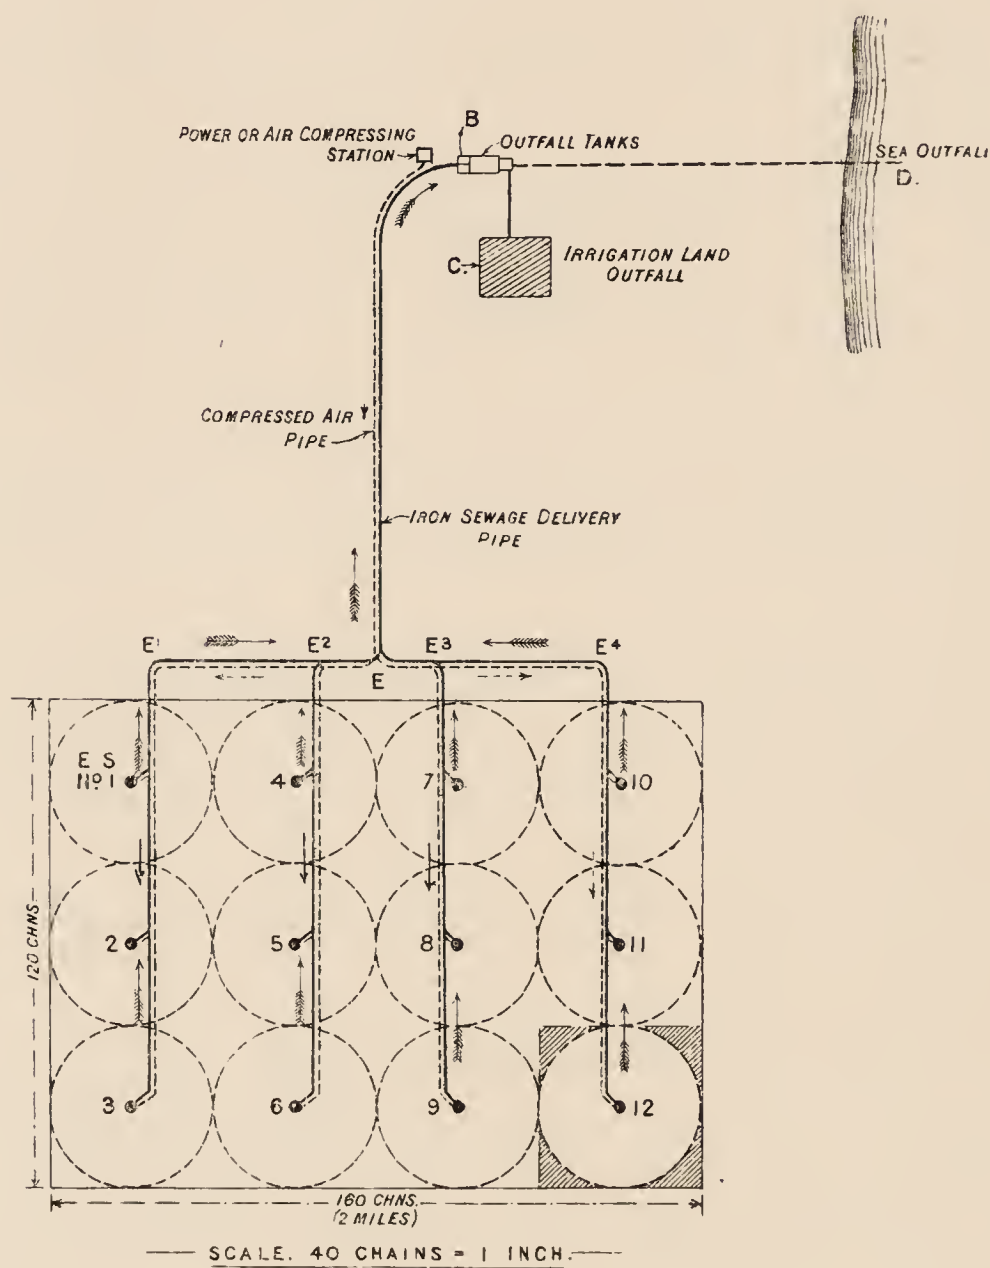 B
POWER OR AIR COMPRESSING
STATION
OUTFALL TANKS
SEA OUTFALL
D.
C.
IRRIGATION LAND
OUTFALL
COMPRESSED AIR
PIPE
IRON SEWAGE DELIVERY
PIPE
E¹
E²
E³
E⁴
E
E S
Nº 1
4
7
10
2
5
8
11
120 CHNS
3
6
9
12
160 CHNS.
(2 MILES)
SCALE. 40 CHAINS = 1 INCH.